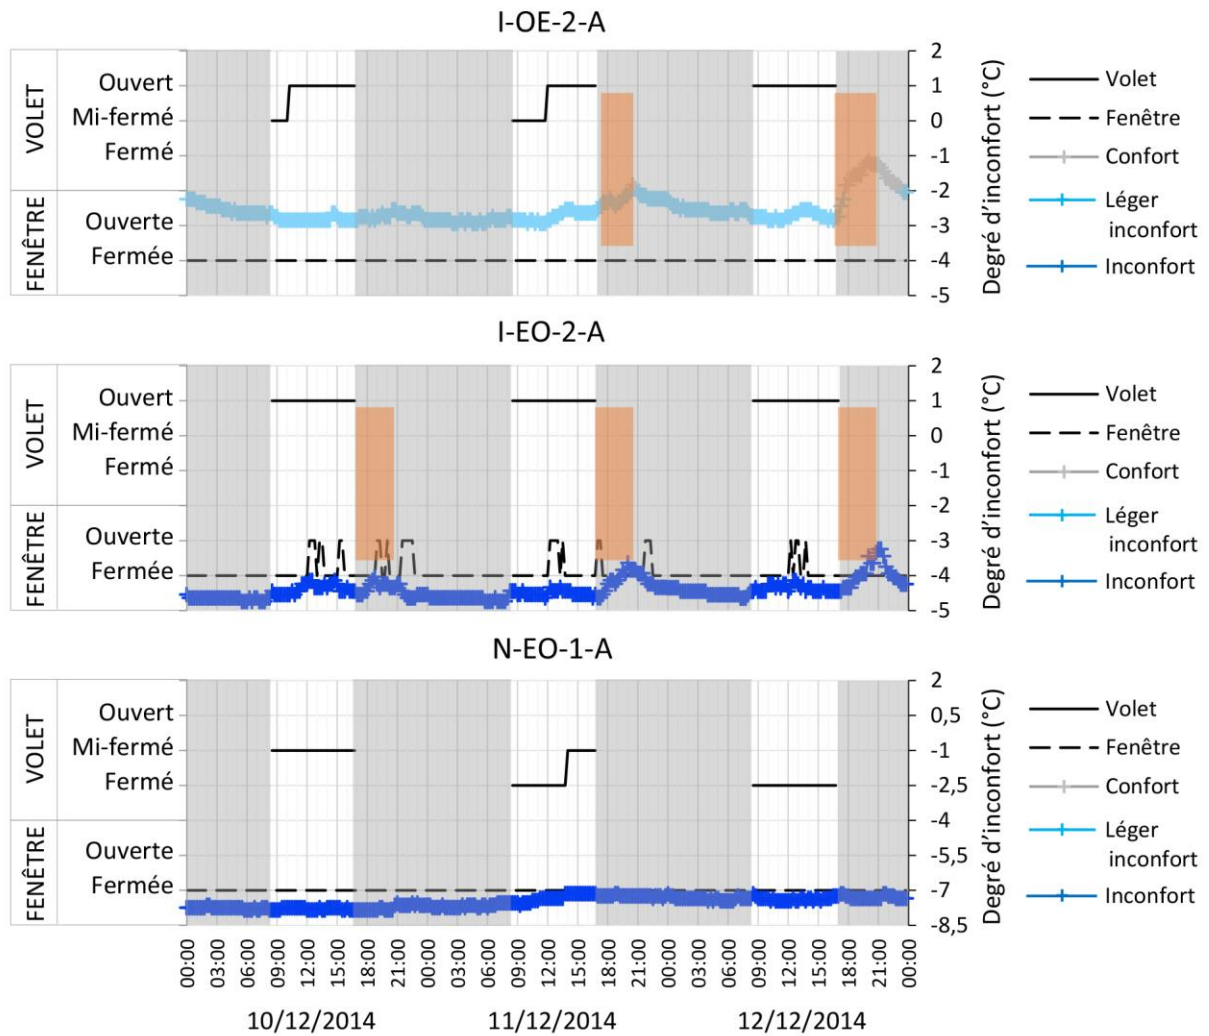 I-OE-2-A
VOLET
Ouvert
Mi-fermé
Fermé
FENÊTRE
Ouverte
Fermée
2
1
0
-1
-2
-3
-4
-5
Degré d'inconfort (°C)
Volet
Fenêtre
Confort
Léger
inconfort
Inconfort
I-EO-2-A
VOLET
Ouvert
Mi-fermé
Fermé
FENÊTRE
Ouverte
Fermée
2
1
0
-1
-2
-3
-4
-5
Degré d'inconfort (°C)
Volet
Fenêtre
Confort
Léger
inconfort
Inconfort
N-EO-1-A
VOLET
Ouvert
Mi-fermé
Fermé
FENÊTRE
Ouverte
Fermée
2
0,5
-1
-2,5
-4
-5,5
-7
-8,5
Degré d'inconfort (°C)
Volet
Fenêtre
Confort
Léger
inconfort
Inconfort
00:00 03:00 06:00 09:00 12:00 15:00 18:00 21:00 00:00 03:00 06:00 09:00 12:00 15:00 18:00 21:00 00:00 03:00 06:00 09:00 12:00 15:00 18:00 21:00 00:00
10/12/2014 11/12/2014 12/12/2014